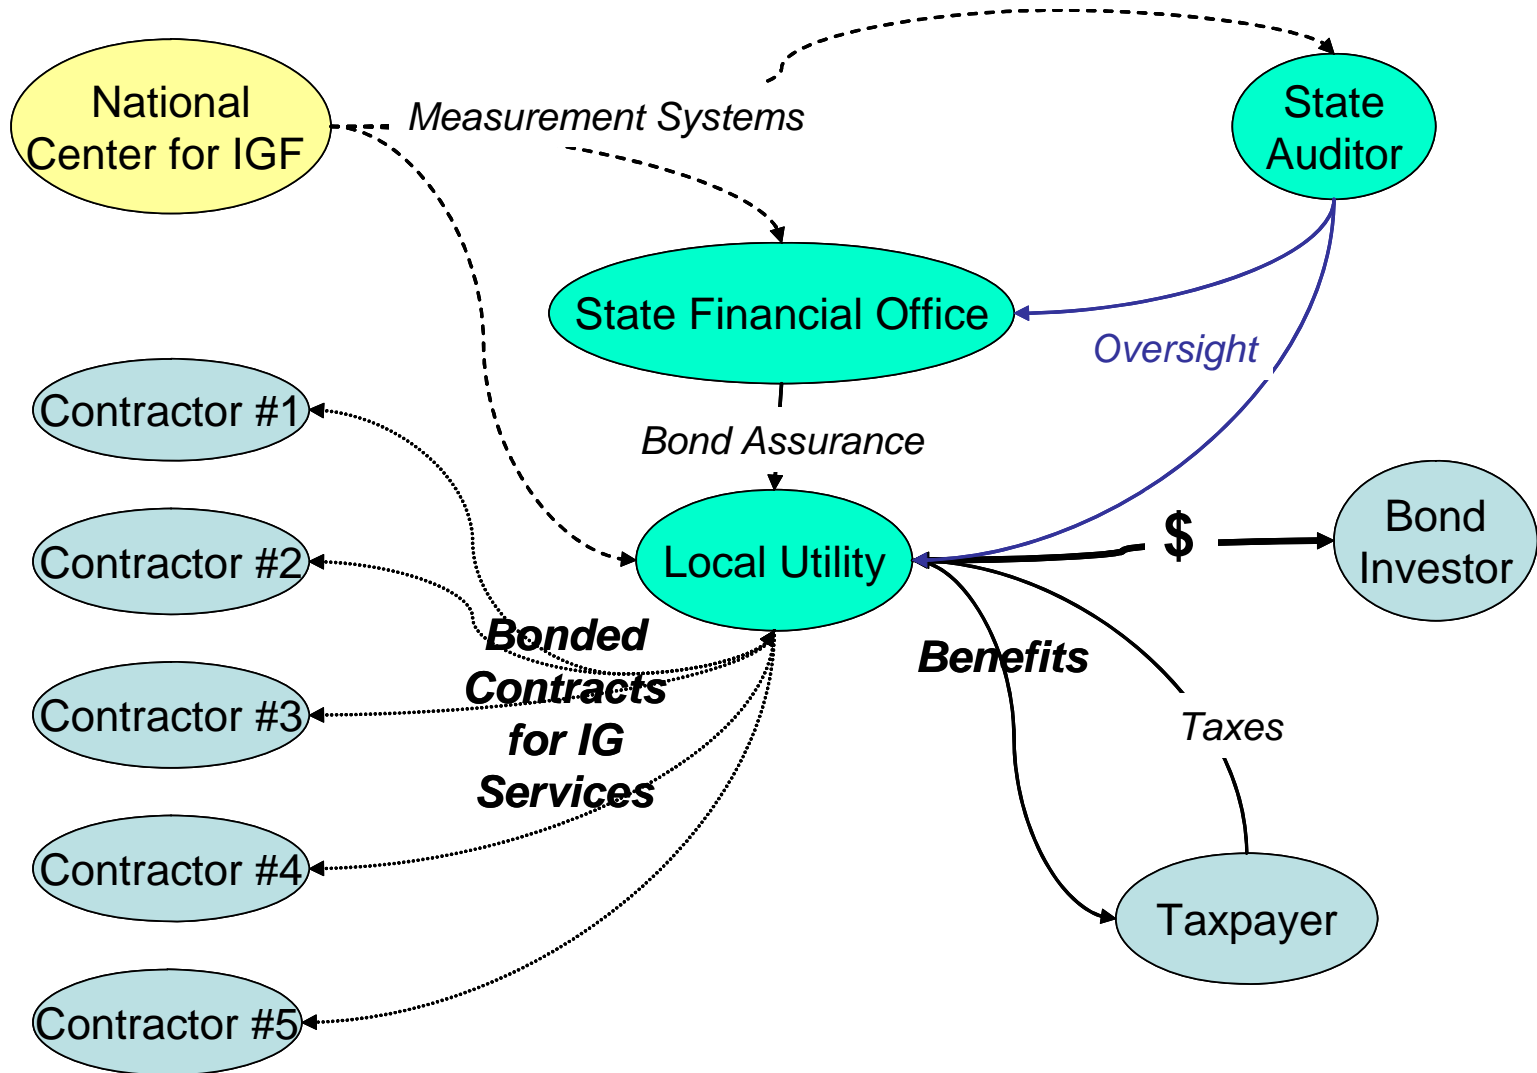 National
Center for IGF
Measurement Systems
State
Auditor
State Financial Office
Oversight
Contractor #1
Bond Assurance
Contractor #2
Local Utility
$
Bond
Investor
Bonded
Contracts
for IG
Services
Benefits
Contractor #3
Taxes
Contractor #4
Taxpayer
Contractor #5